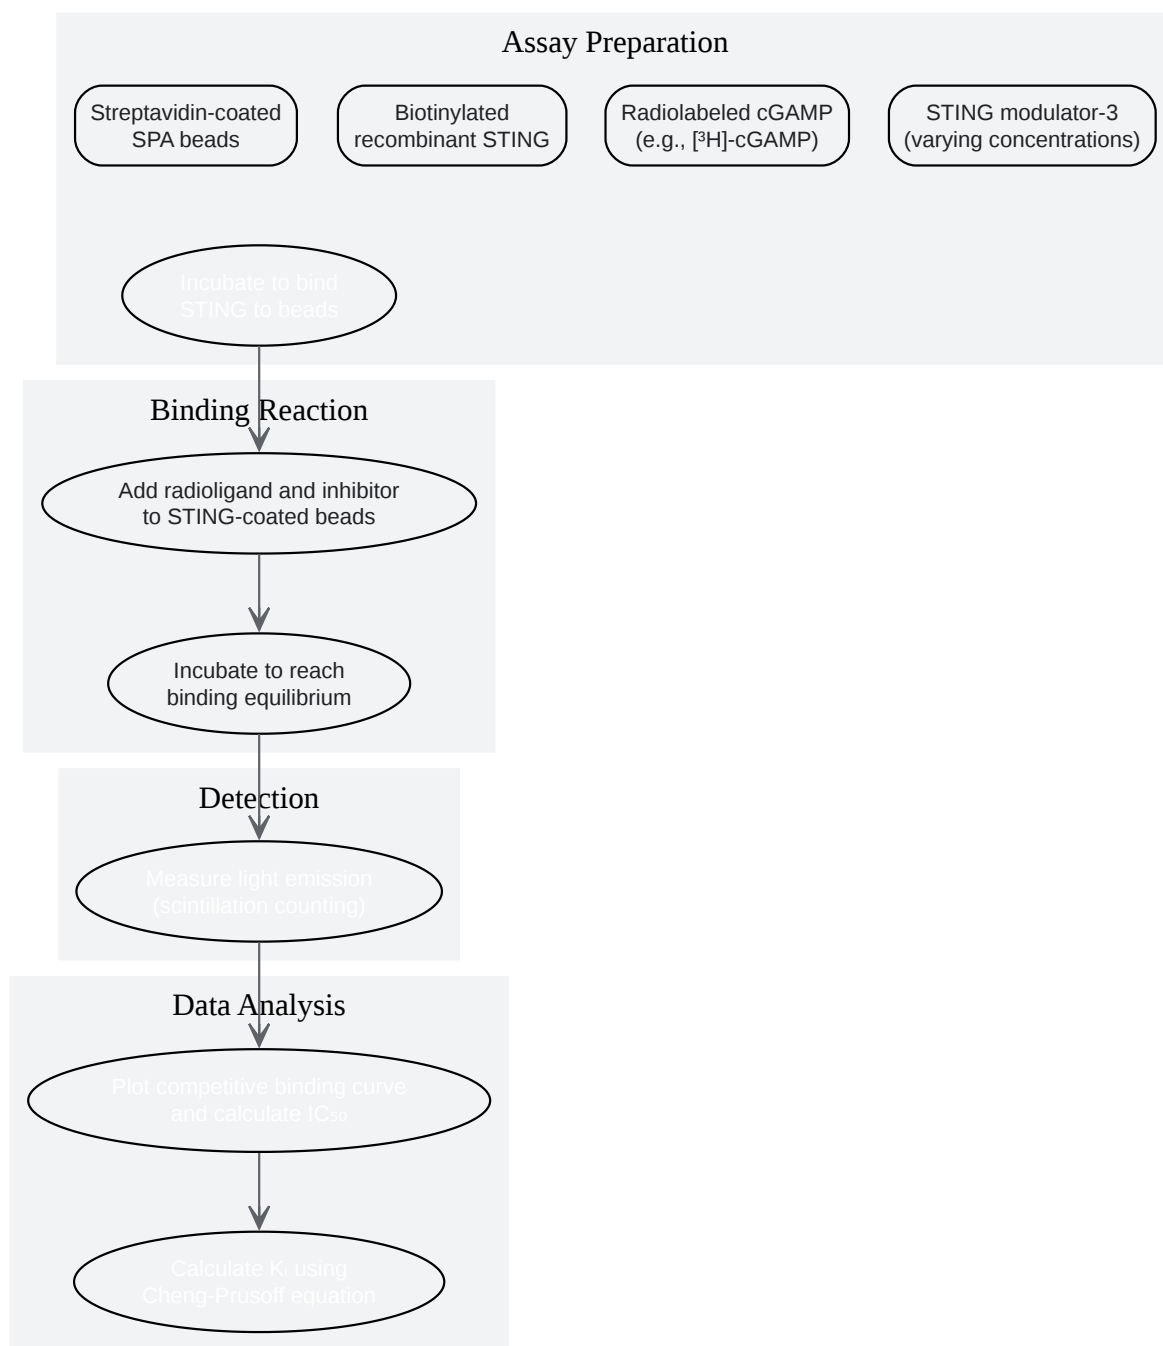 Assay Preparation
Streptavidin-coated
SPA beads
Biotinylated
recombinant STING
Radiolabeled cGAMP
(e.g., [³H]-cGAMP)
STING modulator-3
(varying concentrations)
Incubate to bind
STING to beads
Binding Reaction
Add radioligand and inhibitor
to STING-coated beads
Incubate to reach
binding equilibrium
Detection
Measure light emission
(scintillation counting)
Data Analysis
Plot competitive binding curve
and calculate IC₅₀
Calculate Kᵢ using
Cheng-Prusoff equation